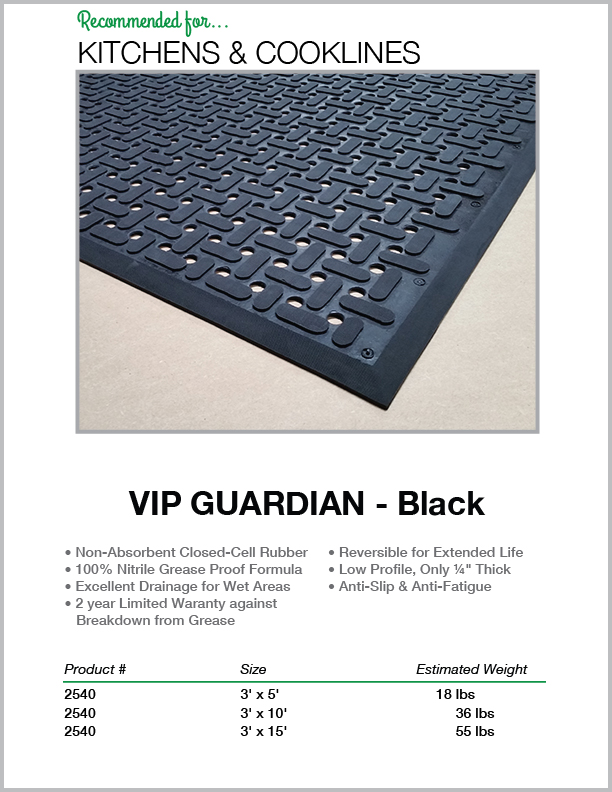 Recommended for...
KITCHENS & COOKLINES
VIP GUARDIAN - Black
• Non-Absorbent Closed-Cell Rubber
• 100% Nitrile Grease Proof Formula
• Excellent Drainage for Wet Areas
• 2 year Limited Waranty against
Breakdown from Grease
• Reversible for Extended Life
• Low Profile, Only ¼" Thick
• Anti-Slip & Anti-Fatigue
Product # Size Estimated Weight
2540 3' x 5' 18 lbs
2540 3' x 10' 36 lbs
2540 3' x 15' 55 lbs